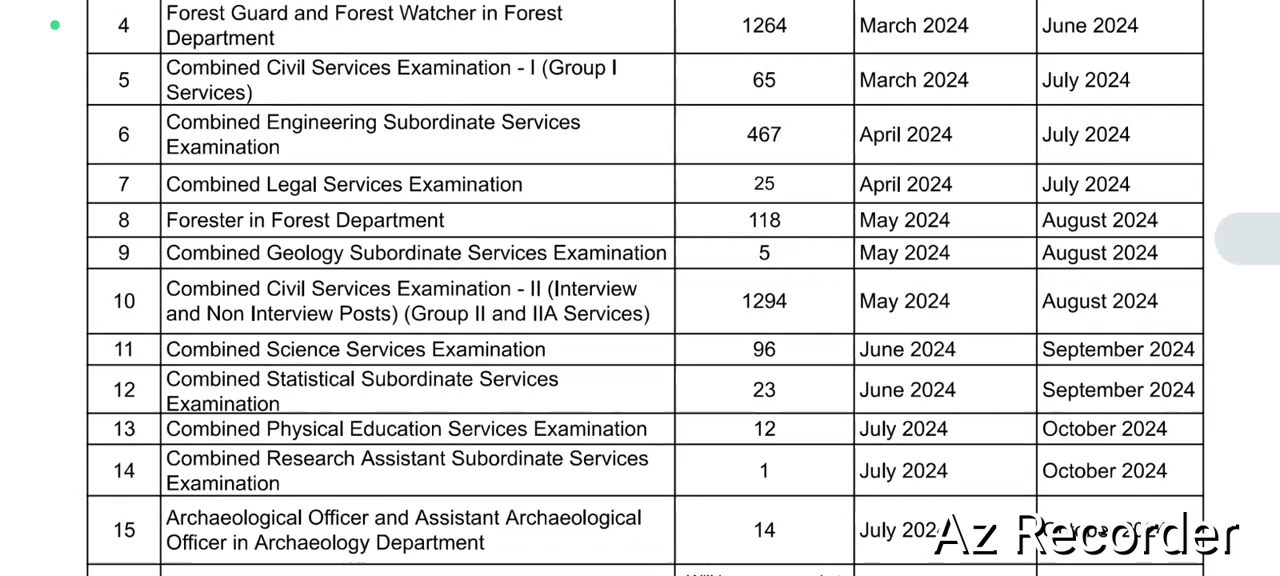 4 Forest Guard and Forest Watcher in Forest 1264 March 2024 June 2024
Department
5 Combined Civil Services Examination - I (Group I 65 March 2024 July 2024
Services)
6 Combined Engineering Subordinate Services 467 April 2024 July 2024
Examination
7 Combined Legal Services Examination 25 April 2024 July 2024
8 Forester in Forest Department 118 May 2024 August 2024
9 Combined Geology Subordinate Services Examination 5 May 2024 August 2024
10 Combined Civil Services Examination - II (Interview 1294 May 2024 August 2024
and Non Interview Posts) (Group II and IIA Services)
11 Combined Science Services Examination 96 June 2024 September 2024
12 Combined Statistical Subordinate Services 23 June 2024 September 2024
Examination
13 Combined Physical Education Services Examination 12 July 2024 October 2024
14 Combined Research Assistant Subordinate Services 1 July 2024 October 2024
Examination
15 Archaeological Officer and Assistant Archaeological 14 July 2024
Officer in Archaeology Department
Az Recorder